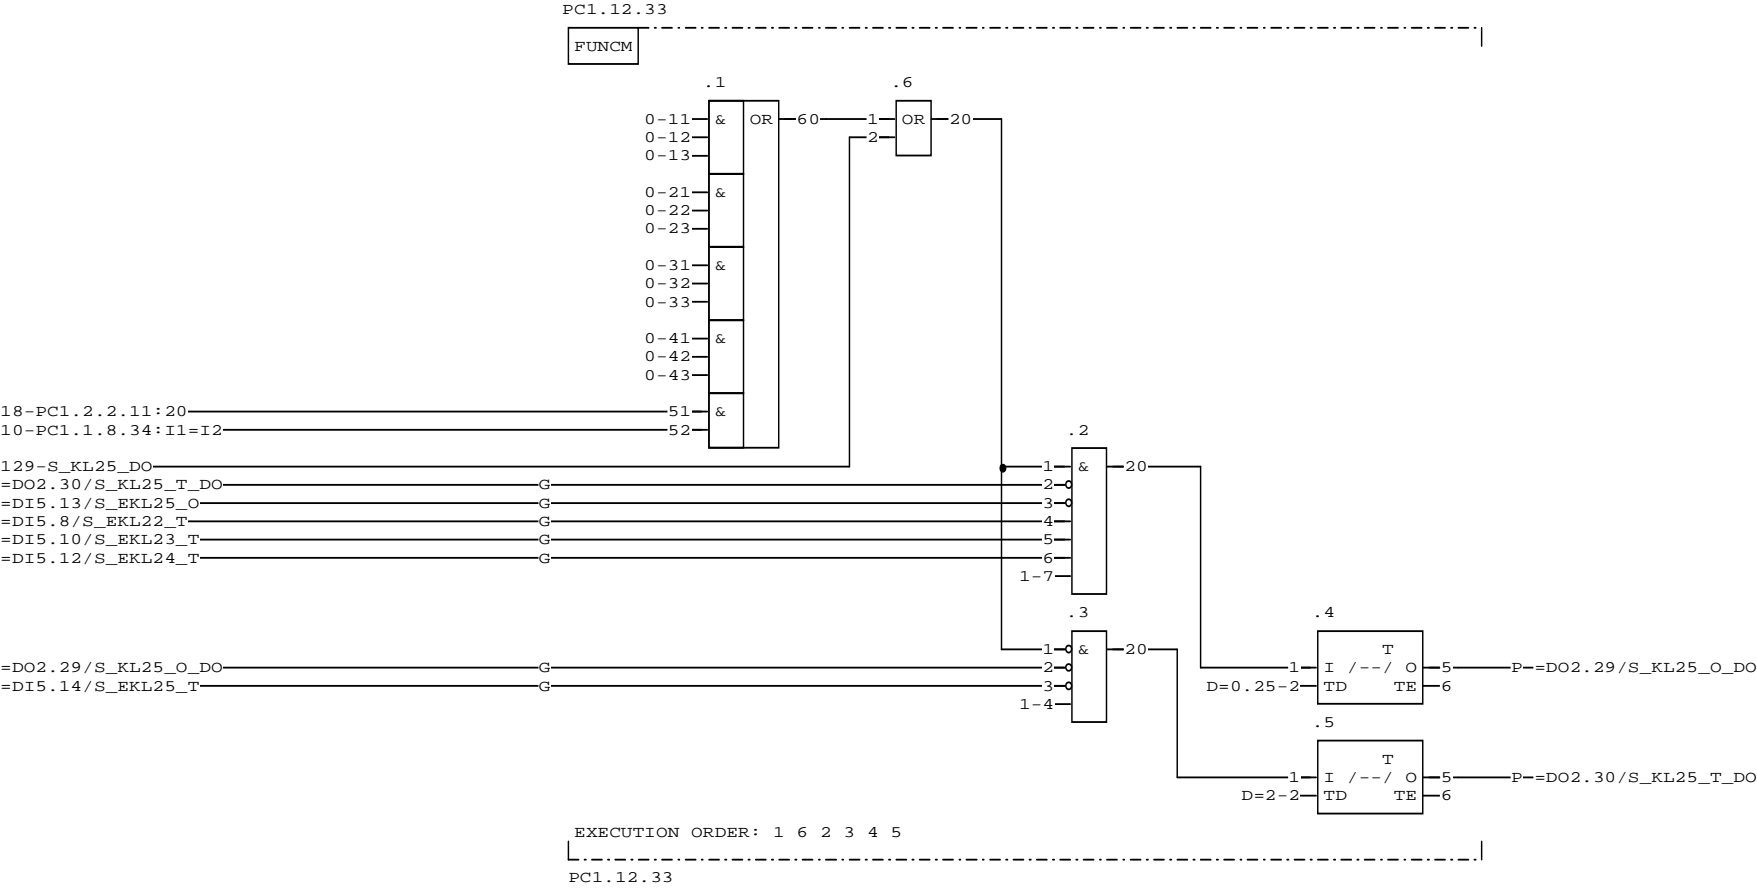 PC1.12.33
FUNCM
.1 .6
0-11 & OR 60 1 OR 20
0-12 2
0-13
0-21 &
0-22
0-23
0-31 &
0-32
0-33
0-41 &
0-42
0-43
18-PC1.2.2.11:20 51 &
10-PC1.1.8.34:I1=I2 52
.2
129-S_KL25_DO 1 & 20
=DO2.30/S_KL25_T_DO G 2
=DI5.13/S_EKL25_O G 3
=DI5.8/S_EKL22_T G 4
=DI5.10/S_EKL23_T G 5
=DI5.12/S_EKL24_T G 6
1-7
.3 .4
1 & 20 T
=DO2.29/S_KL25_O_DO G 2 1 I /--/ O 5 P =DO2.29/S_KL25_O_DO
=DI5.14/S_EKL25_T G 3 D=0.25-2 TD TE 6
1-4
.5
T
1 I /--/ O 5 P =DO2.30/S_KL25_T_DO
D=2-2 TD TE 6
EXECUTION ORDER: 1 6 2 3 4 5
PC1.12.33